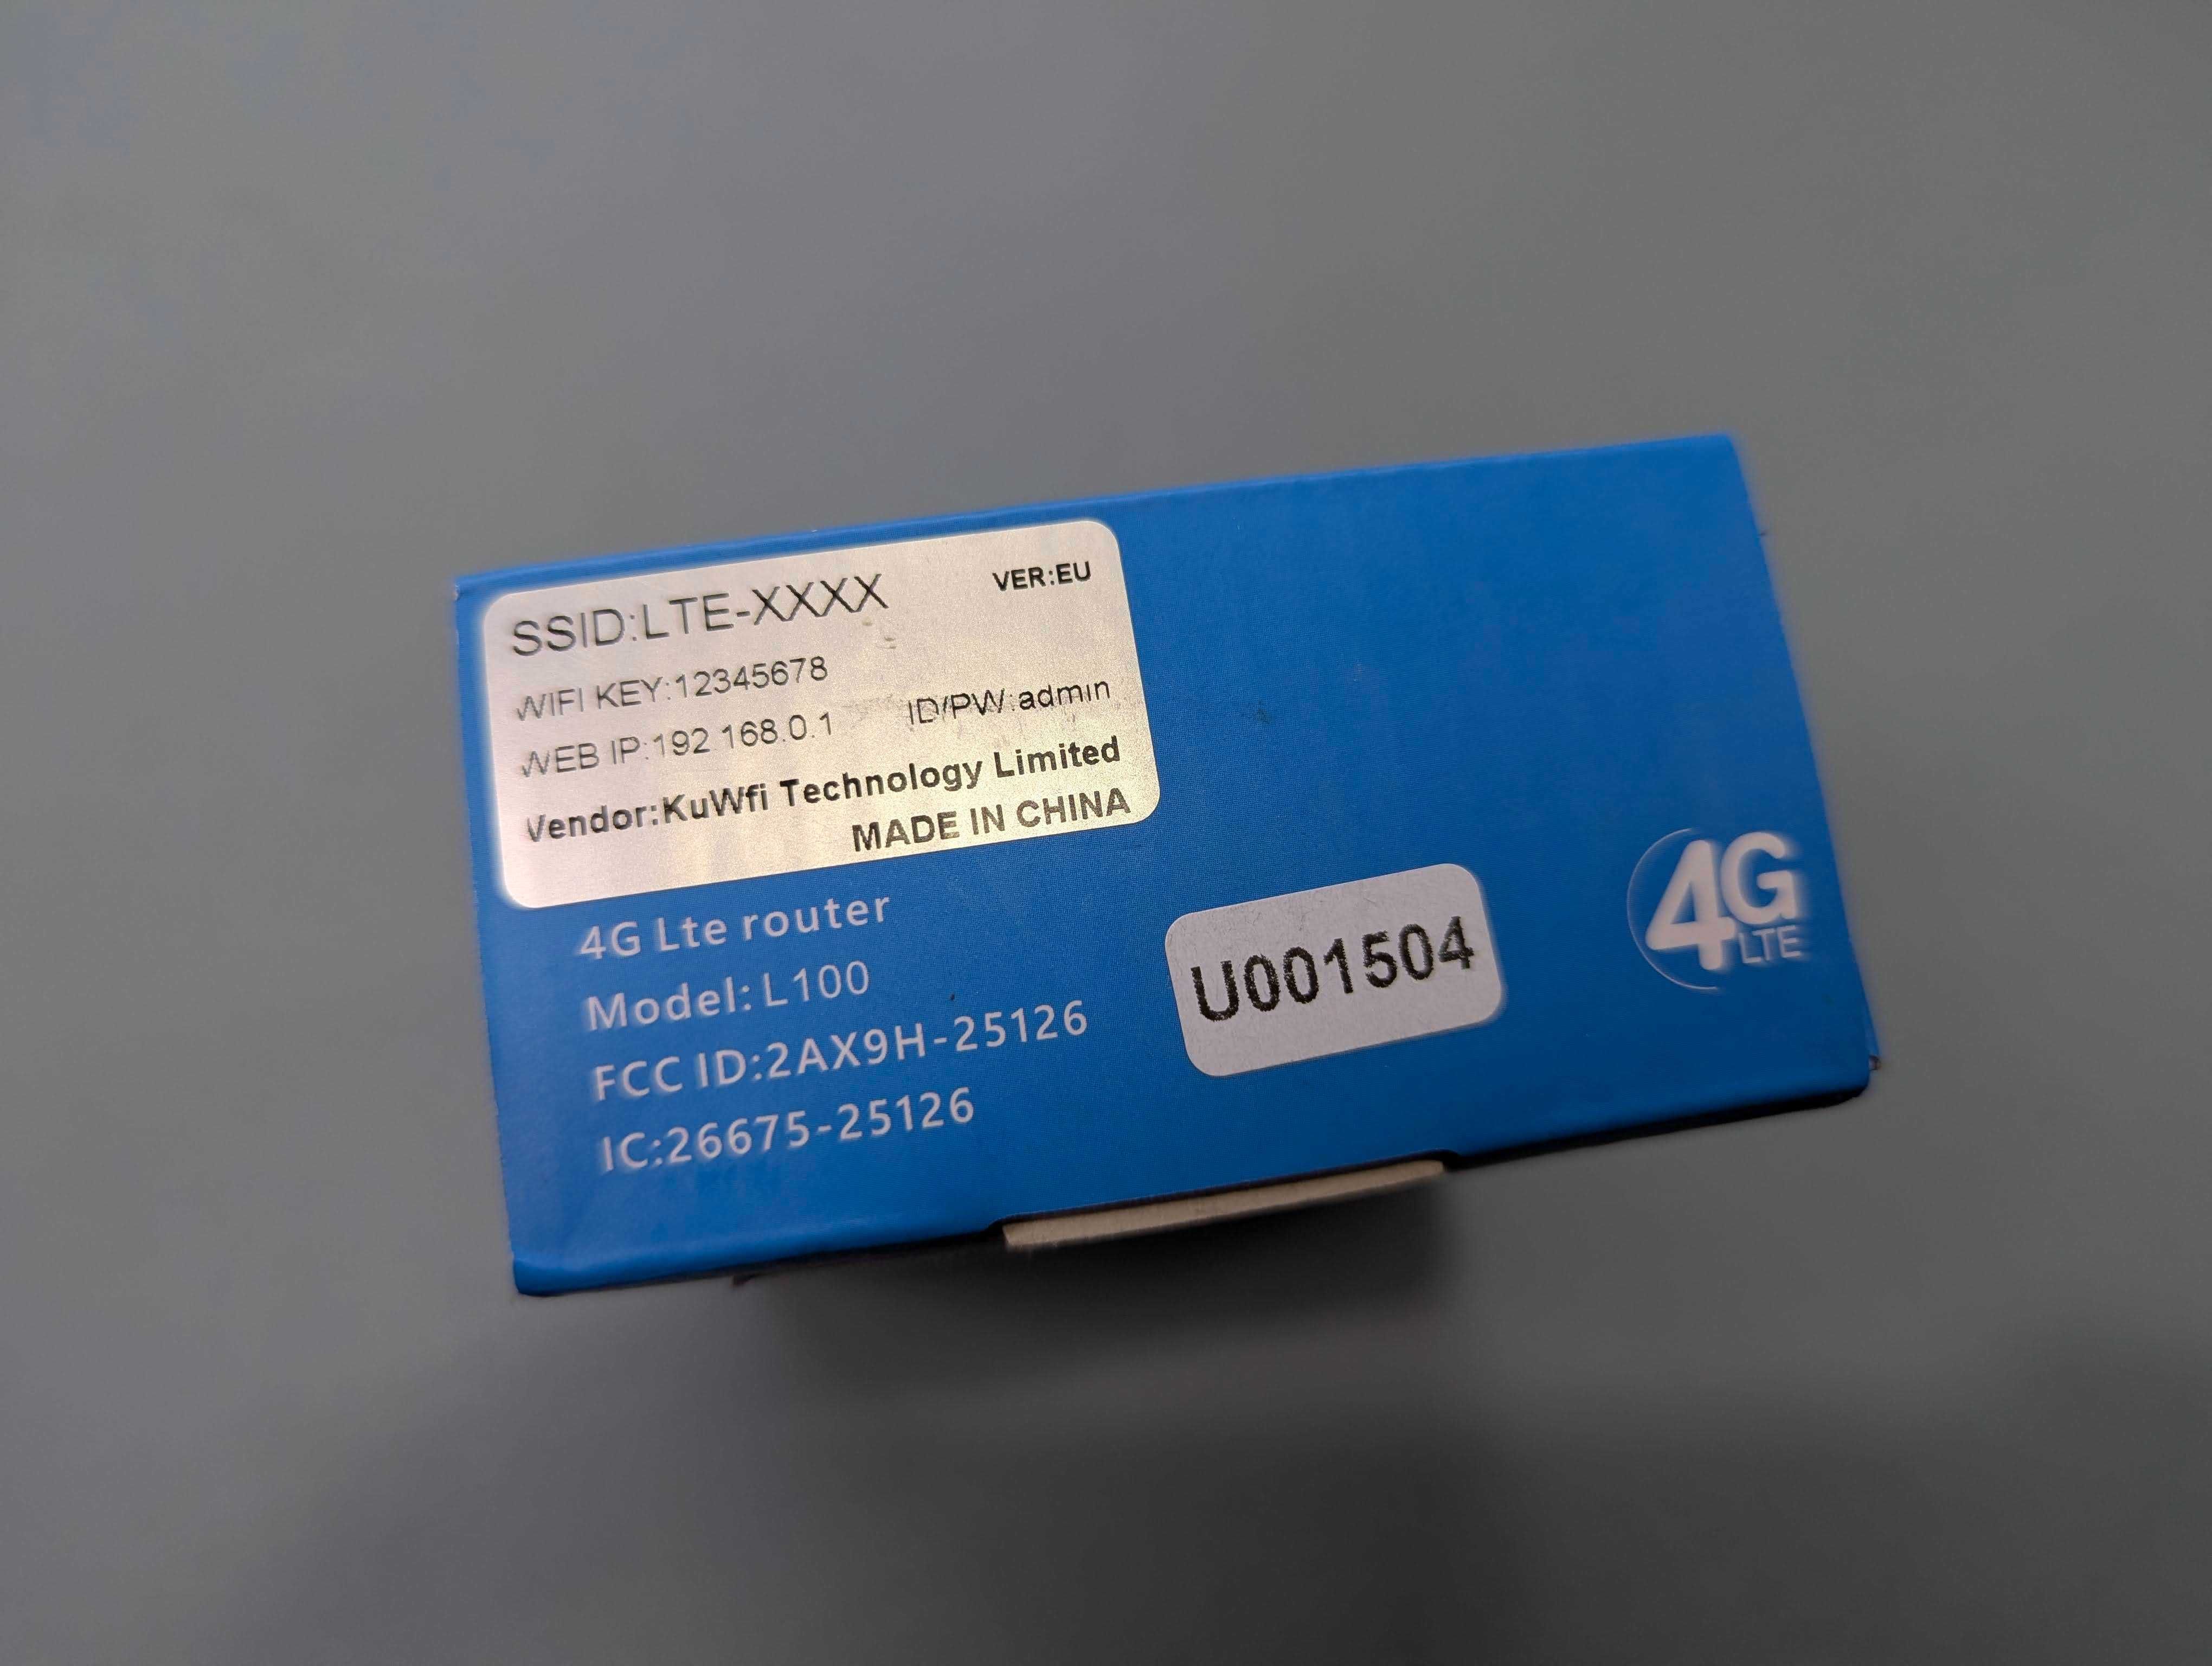 SSID:LTE-XXXX VER:EU
WIFI KEY:12345678
WEB IP:192.168.0.1 ID/PW:admin
Vendor:KuWfi Technology Limited
MADE IN CHINA
4G Lte router
Model: L100
FCC ID:2AX9H-25126
IC:26675-25126
U001504
4G
LTE